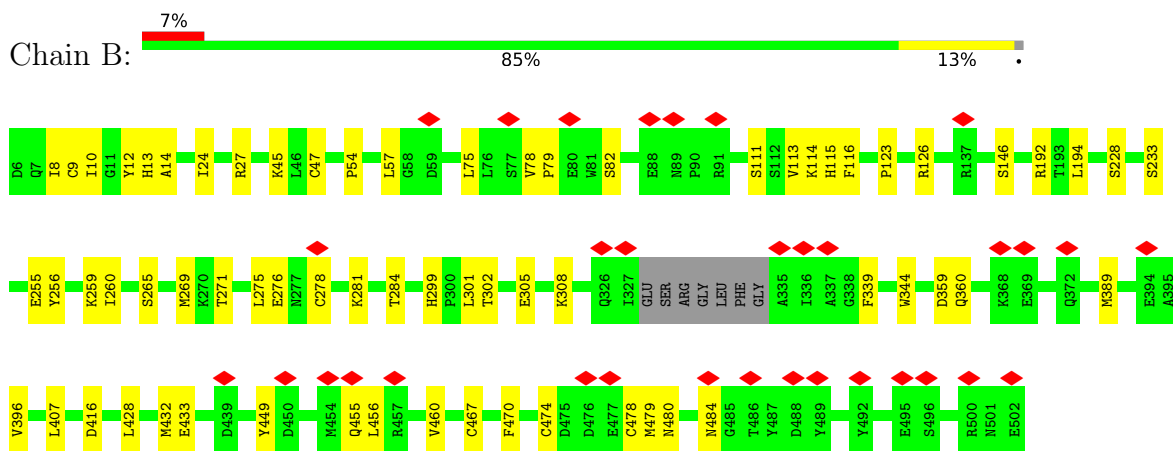 7%
Chain B:
85% 13% •
D6 Q7 I8 C9 I10 G11 Y12 H13 A14 I24 R27 K45 L46 C47 P54 L57 G58 D59 L75 L76 S77 V78 P79 E80 W81 S82 E88 N89 P90 R91 S111 S112 V113 K114 H115 F116 P123 R126 R137 S146 R192 T193 L194 S228 S233
E255 Y256 K259 I260 S265 M269 K270 T271 L275 E276 N277 C278 K281 T284 H299 P300 L301 T302 E305 K308 Q326 I327 GLU SER ARG GLY LEU PHE GLY A335 I336 A337 G338 F339 W344 D359 Q360 K368 E369 Q372 M389 E394 A395
V396 L407 D416 L428 M432 E433 D439 Y449 D450 M454 Q455 L456 R457 V460 C467 F470 C474 D475 D476 E477 C478 M479 N480 N484 G485 T486 Y487 D488 Y489 Y492 E495 S496 R500 N501 E502